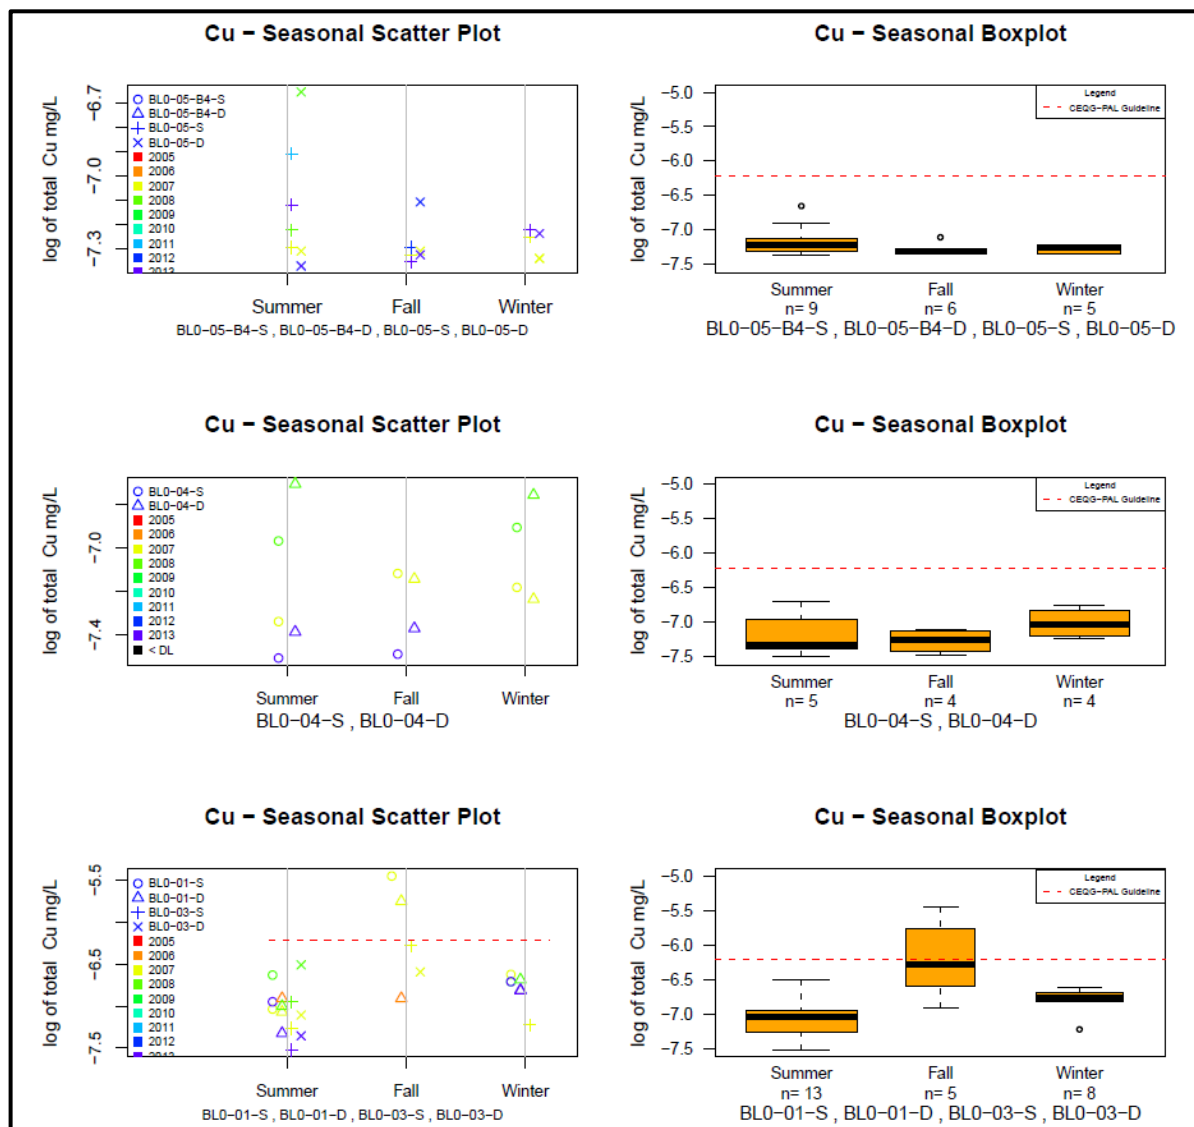 Cu − Seasonal Scatter Plot
log of total Cu mg/L
−6.7
−7.0
−7.3
BL0−05−B4−S
BL0−05−B4−D
BL0−05−S
BL0−05−D
2005
2006
2007
2008
2009
2010
2011
2012
2013
Summer Fall Winter
BL0−05−B4−S , BL0−05−B4−D , BL0−05−S , BL0−05−D
Cu − Seasonal Boxplot
log of total Cu mg/L
−5.0
−5.5
−6.0
−6.5
−7.0
−7.5
Legend
CEQG−PAL Guideline
Summer Fall Winter
n= 9 n= 6 n= 5
BL0−05−B4−S , BL0−05−B4−D , BL0−05−S , BL0−05−D
Cu − Seasonal Scatter Plot
log of total Cu mg/L
−7.0
−7.4
BL0−04−S
BL0−04−D
2005
2006
2007
2008
2009
2010
2011
2012
2013
< DL
Summer Fall Winter
BL0−04−S , BL0−04−D
Cu − Seasonal Boxplot
log of total Cu mg/L
−5.0
−5.5
−6.0
−6.5
−7.0
−7.5
Legend
CEQG−PAL Guideline
Summer Fall Winter
n= 5 n= 4 n= 4
BL0−04−S , BL0−04−D
Cu − Seasonal Scatter Plot
log of total Cu mg/L
−5.5
−6.5
−7.5
BL0−01−S
BL0−01−D
BL0−03−S
BL0−03−D
2005
2006
2007
2008
2009
2010
2011
2012
2013
Summer Fall Winter
BL0−01−S , BL0−01−D , BL0−03−S , BL0−03−D
Cu − Seasonal Boxplot
log of total Cu mg/L
−5.0
−5.5
−6.0
−6.5
−7.0
−7.5
Legend
CEQG−PAL Guideline
Summer Fall Winter
n= 13 n= 5 n= 8
BL0−01−S , BL0−01−D , BL0−03−S , BL0−03−D